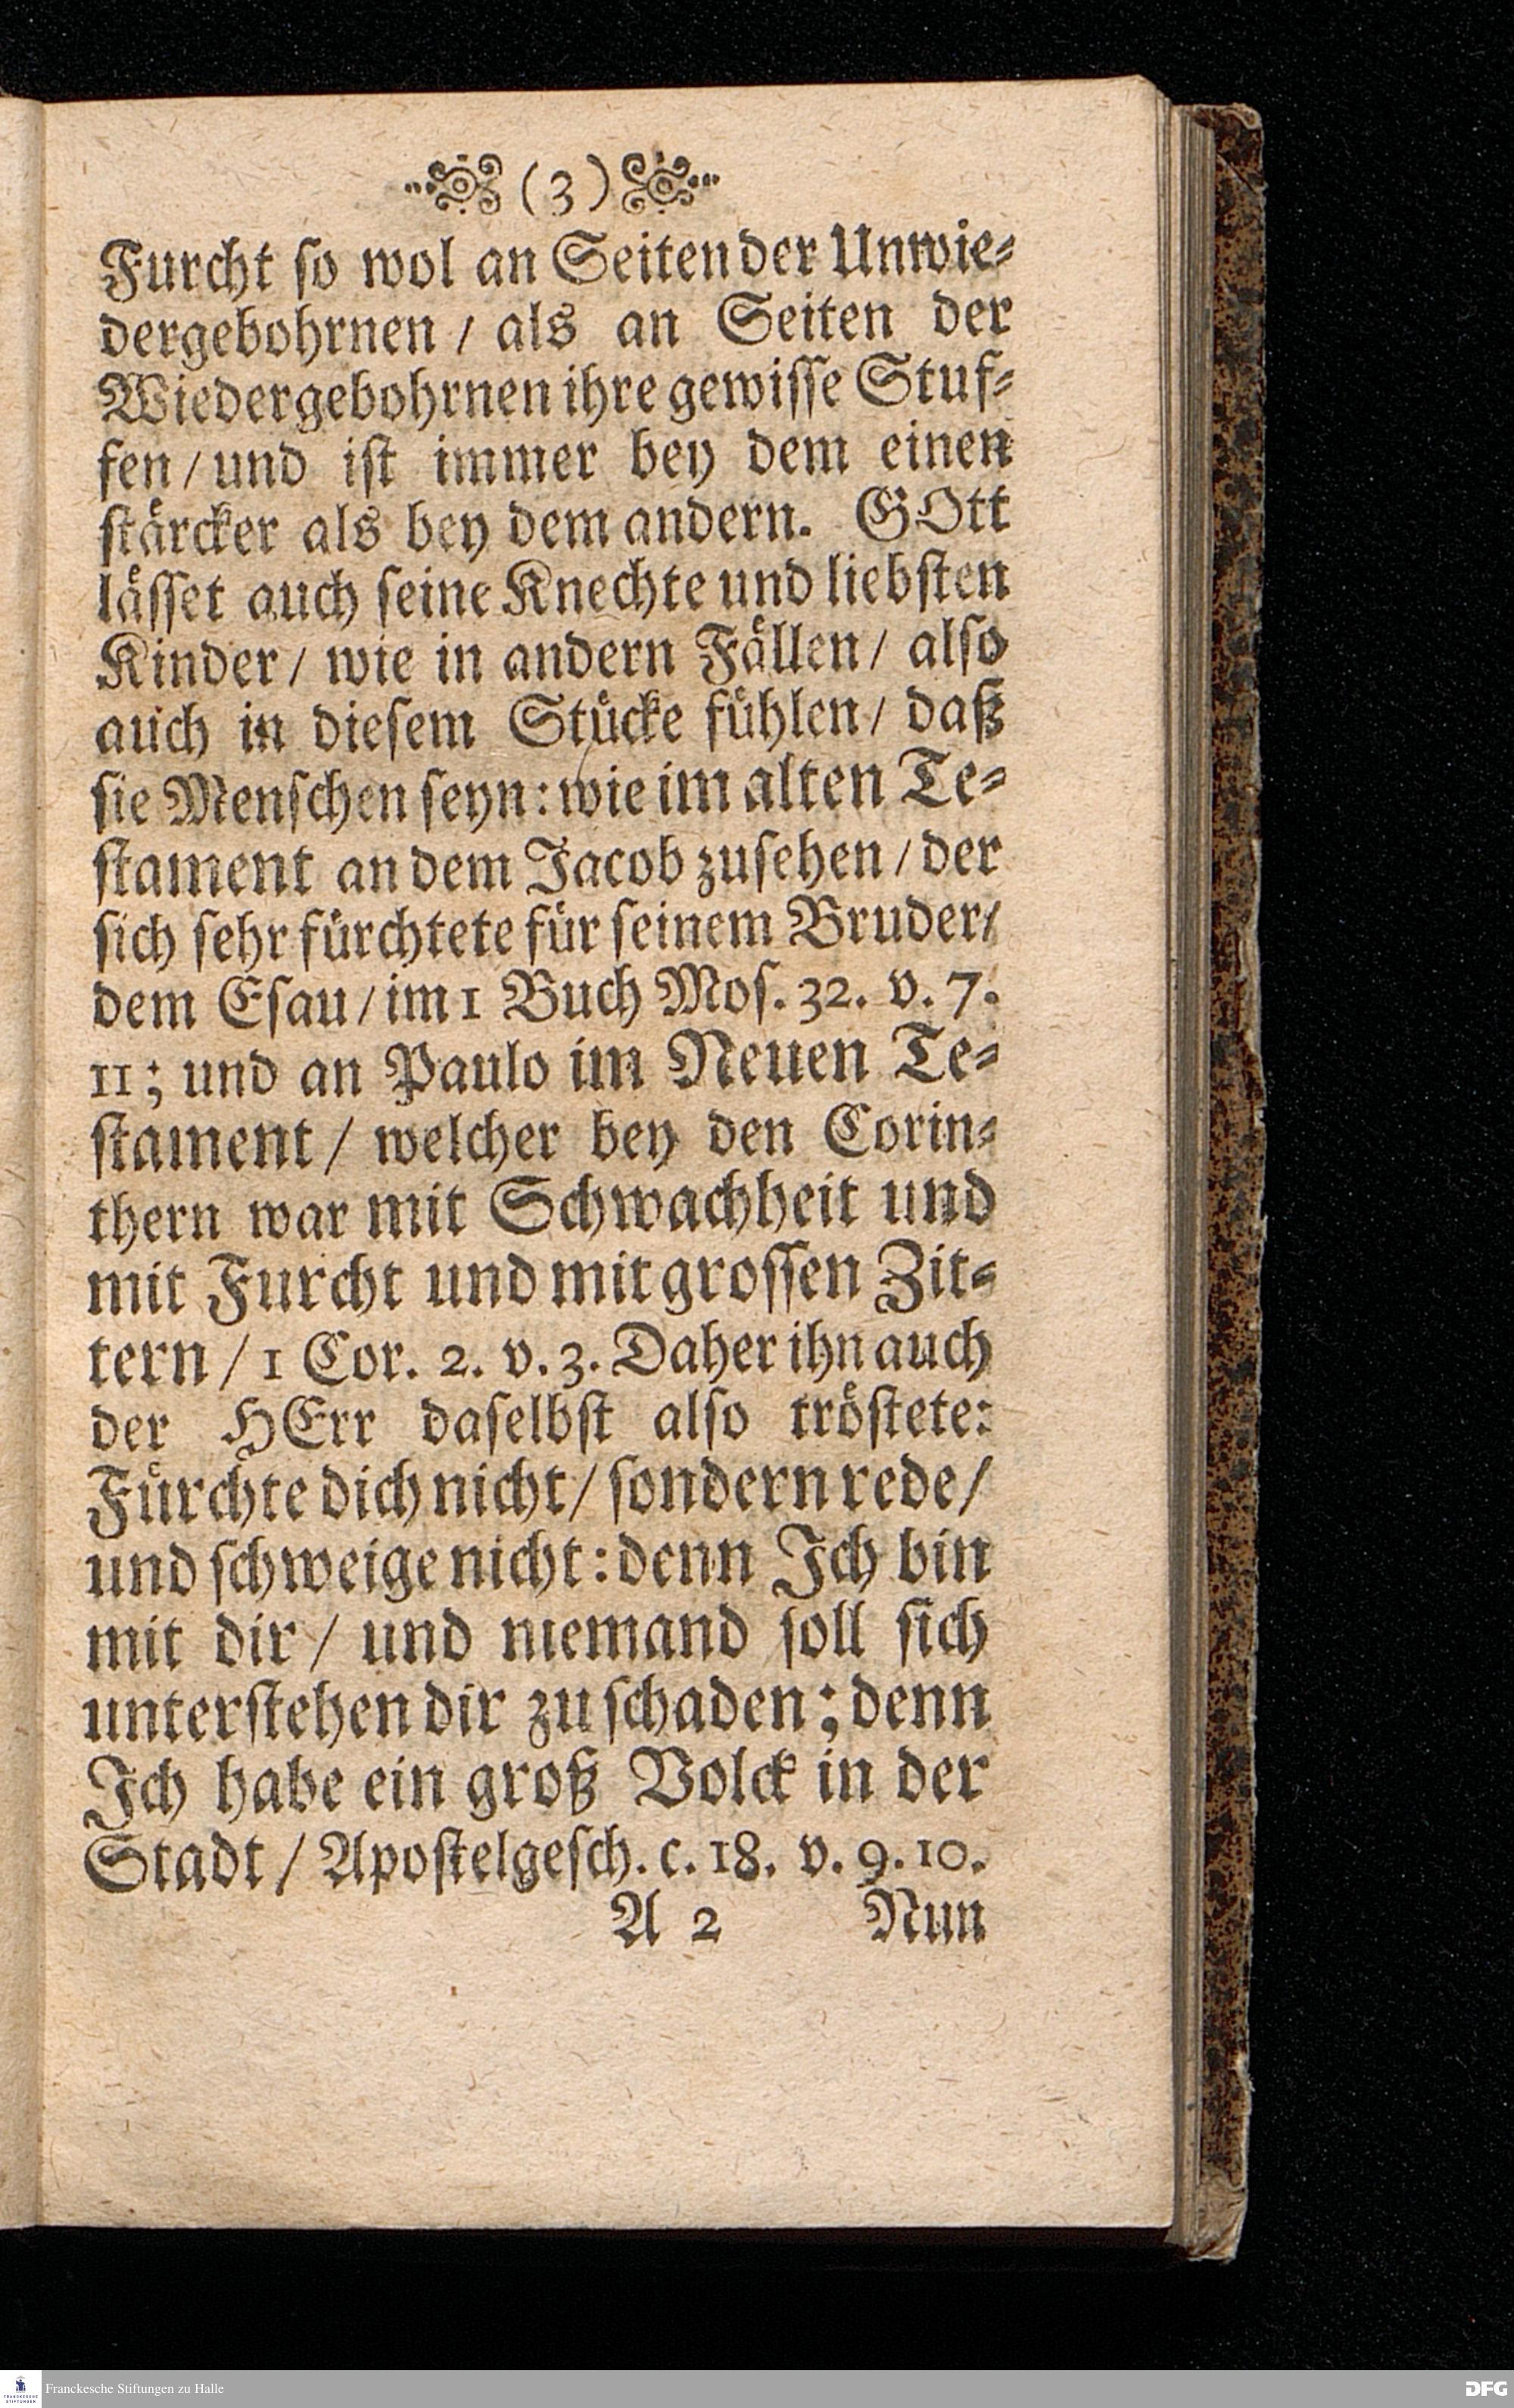 (3)
Furcht so wol an Seiten der Unwie-
dergebohrnen / als an Seiten der
Wiedergebohrnen ihre gewisse Stuf-
fen / und ist immer bey dem einen
stärcker als bey dem andern. GOtt
lässet auch seine Knechte und liebsten
Kinder / wie in andern Fällen / also
auch in diesem Stücke fühlen / daß
sie Menschen seyn: wie im alten Te-
stament an dem Jacob zusehen / der
sich sehr fürchtete für seinem Bruder /
dem Esau / im 1 Buch Mos. 32. v. 7.
11; und an Paulo im Neuen Te-
stament / welcher bey den Corin-
thern war mit Schwachheit und
mit Furcht und mit grossen Zit-
tern / 1 Cor. 2. v. 3. Daher ihn auch
der HErr daselbst also tröstete:
Fürchte dich nicht / sondern rede /
und schweige nicht: denn Ich bin
mit dir / und niemand soll sich
unterstehen dir zu schaden; denn
Ich habe ein groß Volck in der
Stadt / Apostelgesch. c. 18. v. 9. 10.
A 2 Nun
FRANCKESCHE STIFTUNGEN
Franckesche Stiftungen zu Halle
DFG